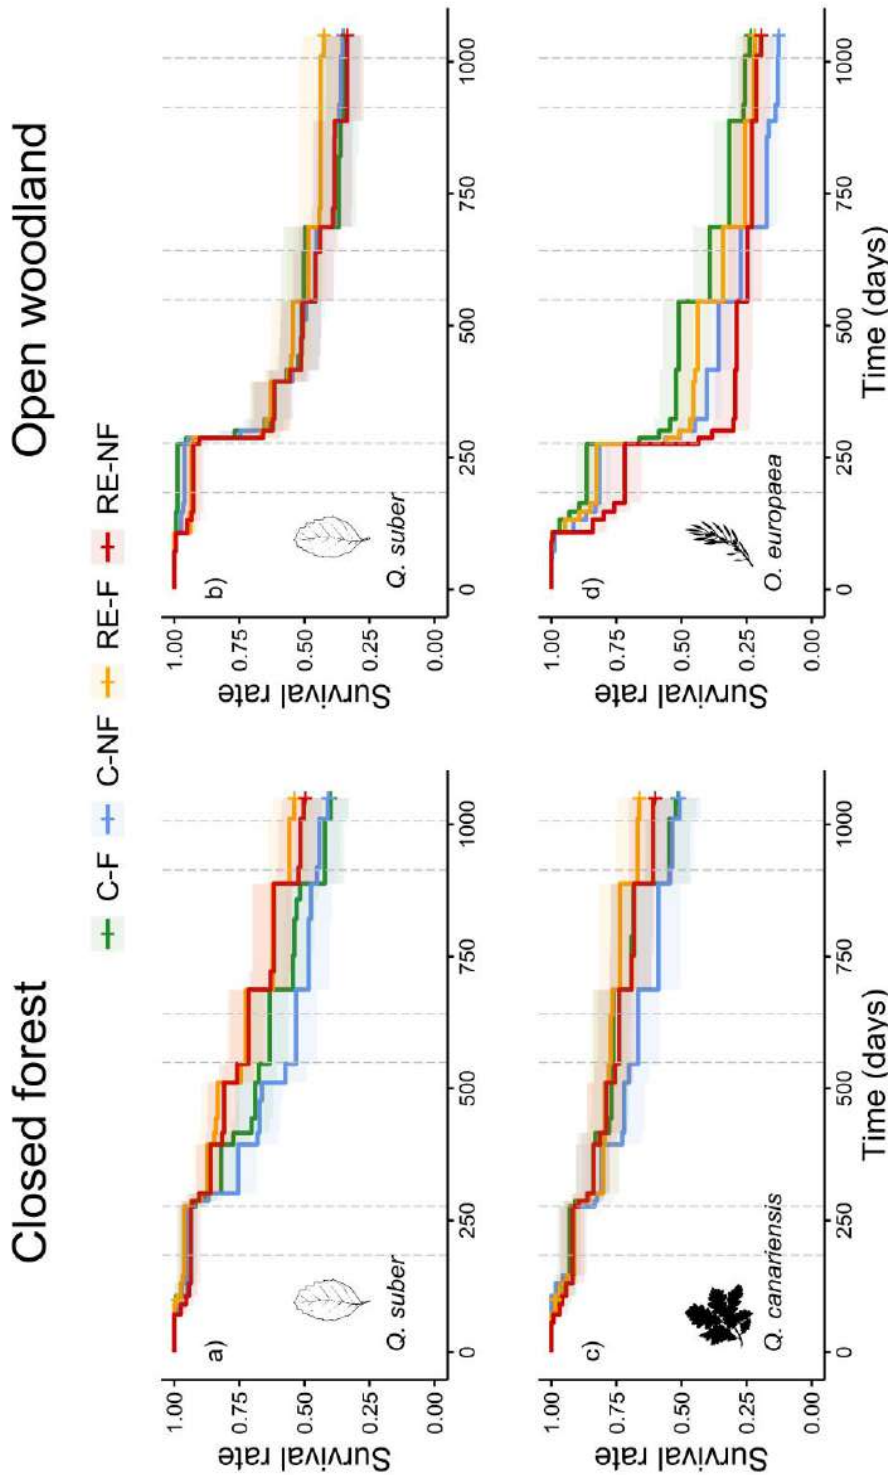 Closed forest
Open woodland
C-F
C-NF
RE-F
RE-NF
a)
Q. suber
Survival rate
1.00
0.75
0.50
0.25
0.00
0
250
500
750
1000
b)
Q. suber
Survival rate
1.00
0.75
0.50
0.25
0.00
0
250
500
750
1000
c)
Q. canariensis
Survival rate
1.00
0.75
0.50
0.25
0.00
0
250
500
750
1000
Time (days)
d)
O. europaea
Survival rate
1.00
0.75
0.50
0.25
0.00
0
250
500
750
1000
Time (days)